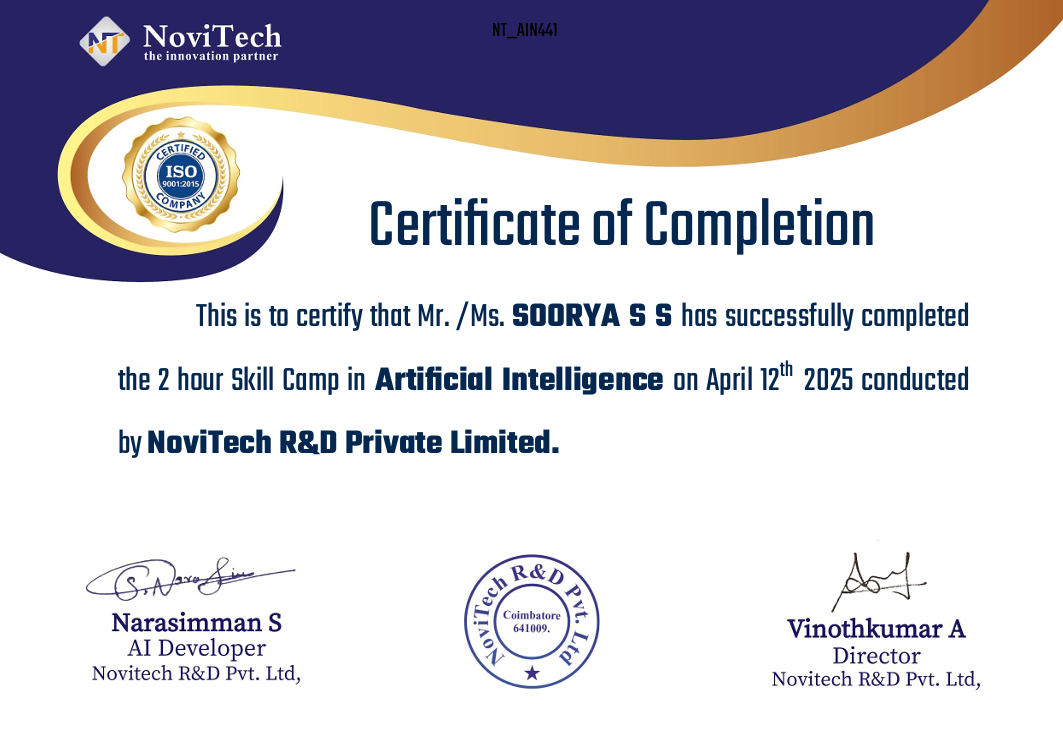 NT_AIN441
NT
NoviTech
the innovation partner
CERTIFIED
ISO
9001:2015
COMPANY
Certificate of Completion
This is to certify that Mr. /Ms. SOORYA S S has successfully completed
the 2 hour Skill Camp in Artificial Intelligence on April 12th 2025 conducted
by NoviTech R&D Private Limited.
S. Narasim
Narasimman S
AI Developer
Novitech R&D Pvt. Ltd,
NoviTech R&D Pvt. Ltd
Coimbatore
641009.
Vinothkumar A
Director
Novitech R&D Pvt. Ltd,